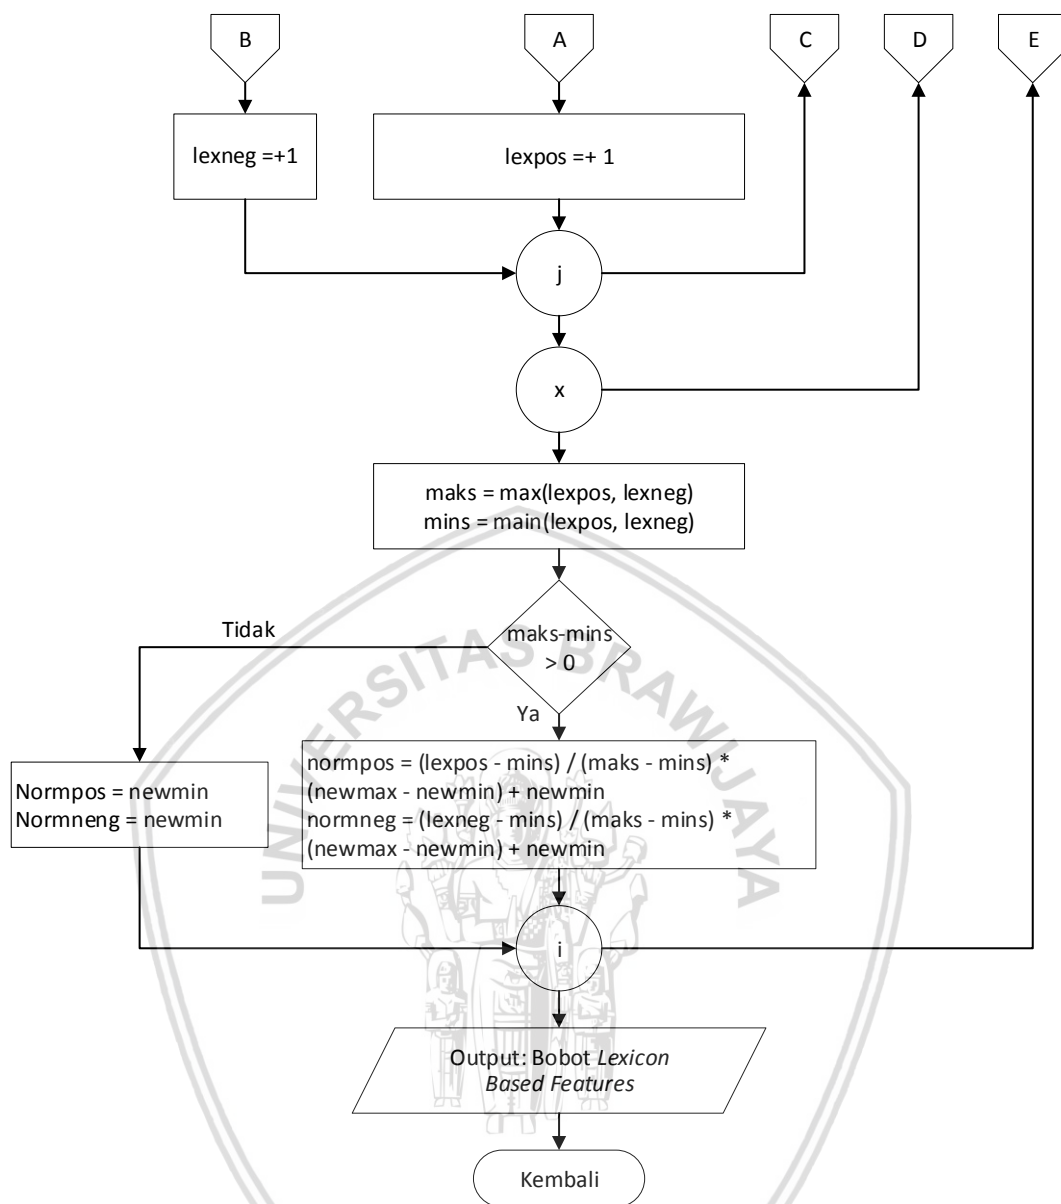 B
A
C
D
E
lexneg =+1
lexpos =+ 1
j
x
maks = max(lexpos, lexneg)
mins = main(lexpos, lexneg)
maks-mins
> 0
Tidak
Ya
Normpos = newmin
Normneng = newmin
normpos = (lexpos - mins) / (maks - mins) *
(newmax - newmin) + newmin
normneg = (lexneg - mins) / (maks - mins) *
(newmax - newmin) + newmin
i
Output: Bobot Lexicon
Based Features
Kembali
UNIVERSITAS BRAWIJAYA